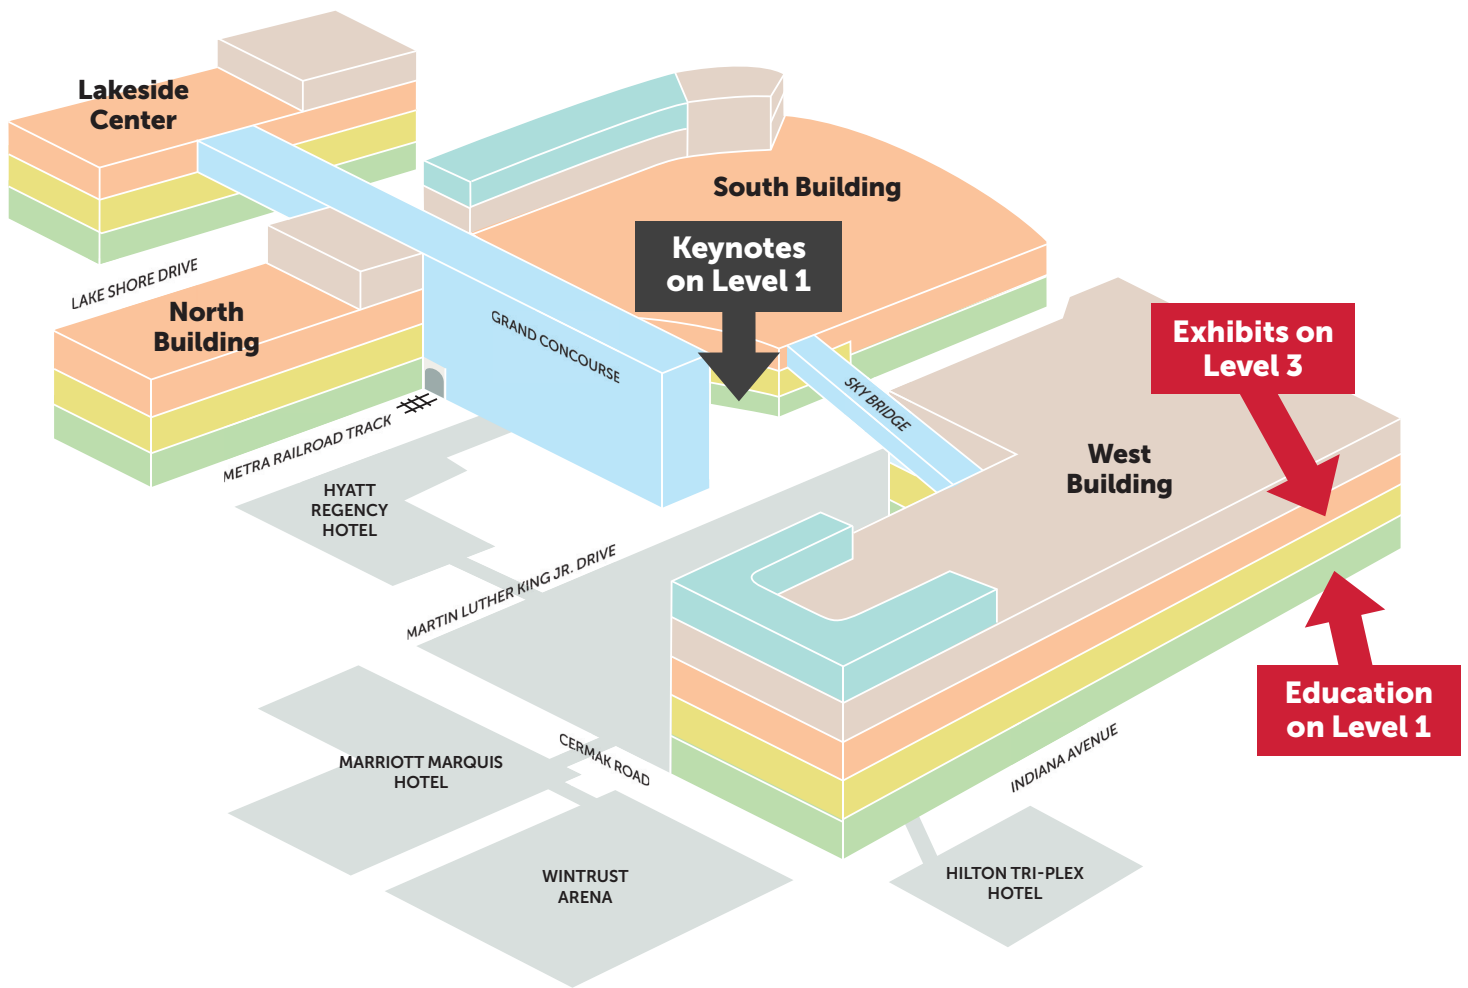 Lakeside
Center
South Building
Keynotes
on Level 1
LAKE SHORE DRIVE
North
Building
GRAND CONCOURSE
Exhibits on
Level 3
SKY BRIDGE
METRA RAILROAD TRACK
West
Building
HYATT
REGENCY
HOTEL
MARTIN LUTHER KING JR. DRIVE
Education
on Level 1
CERMAK ROAD
MARRIOTT MARQUIS
HOTEL
INDIANA AVENUE
WINTRUST
ARENA
HILTON TRI-PLEX
HOTEL